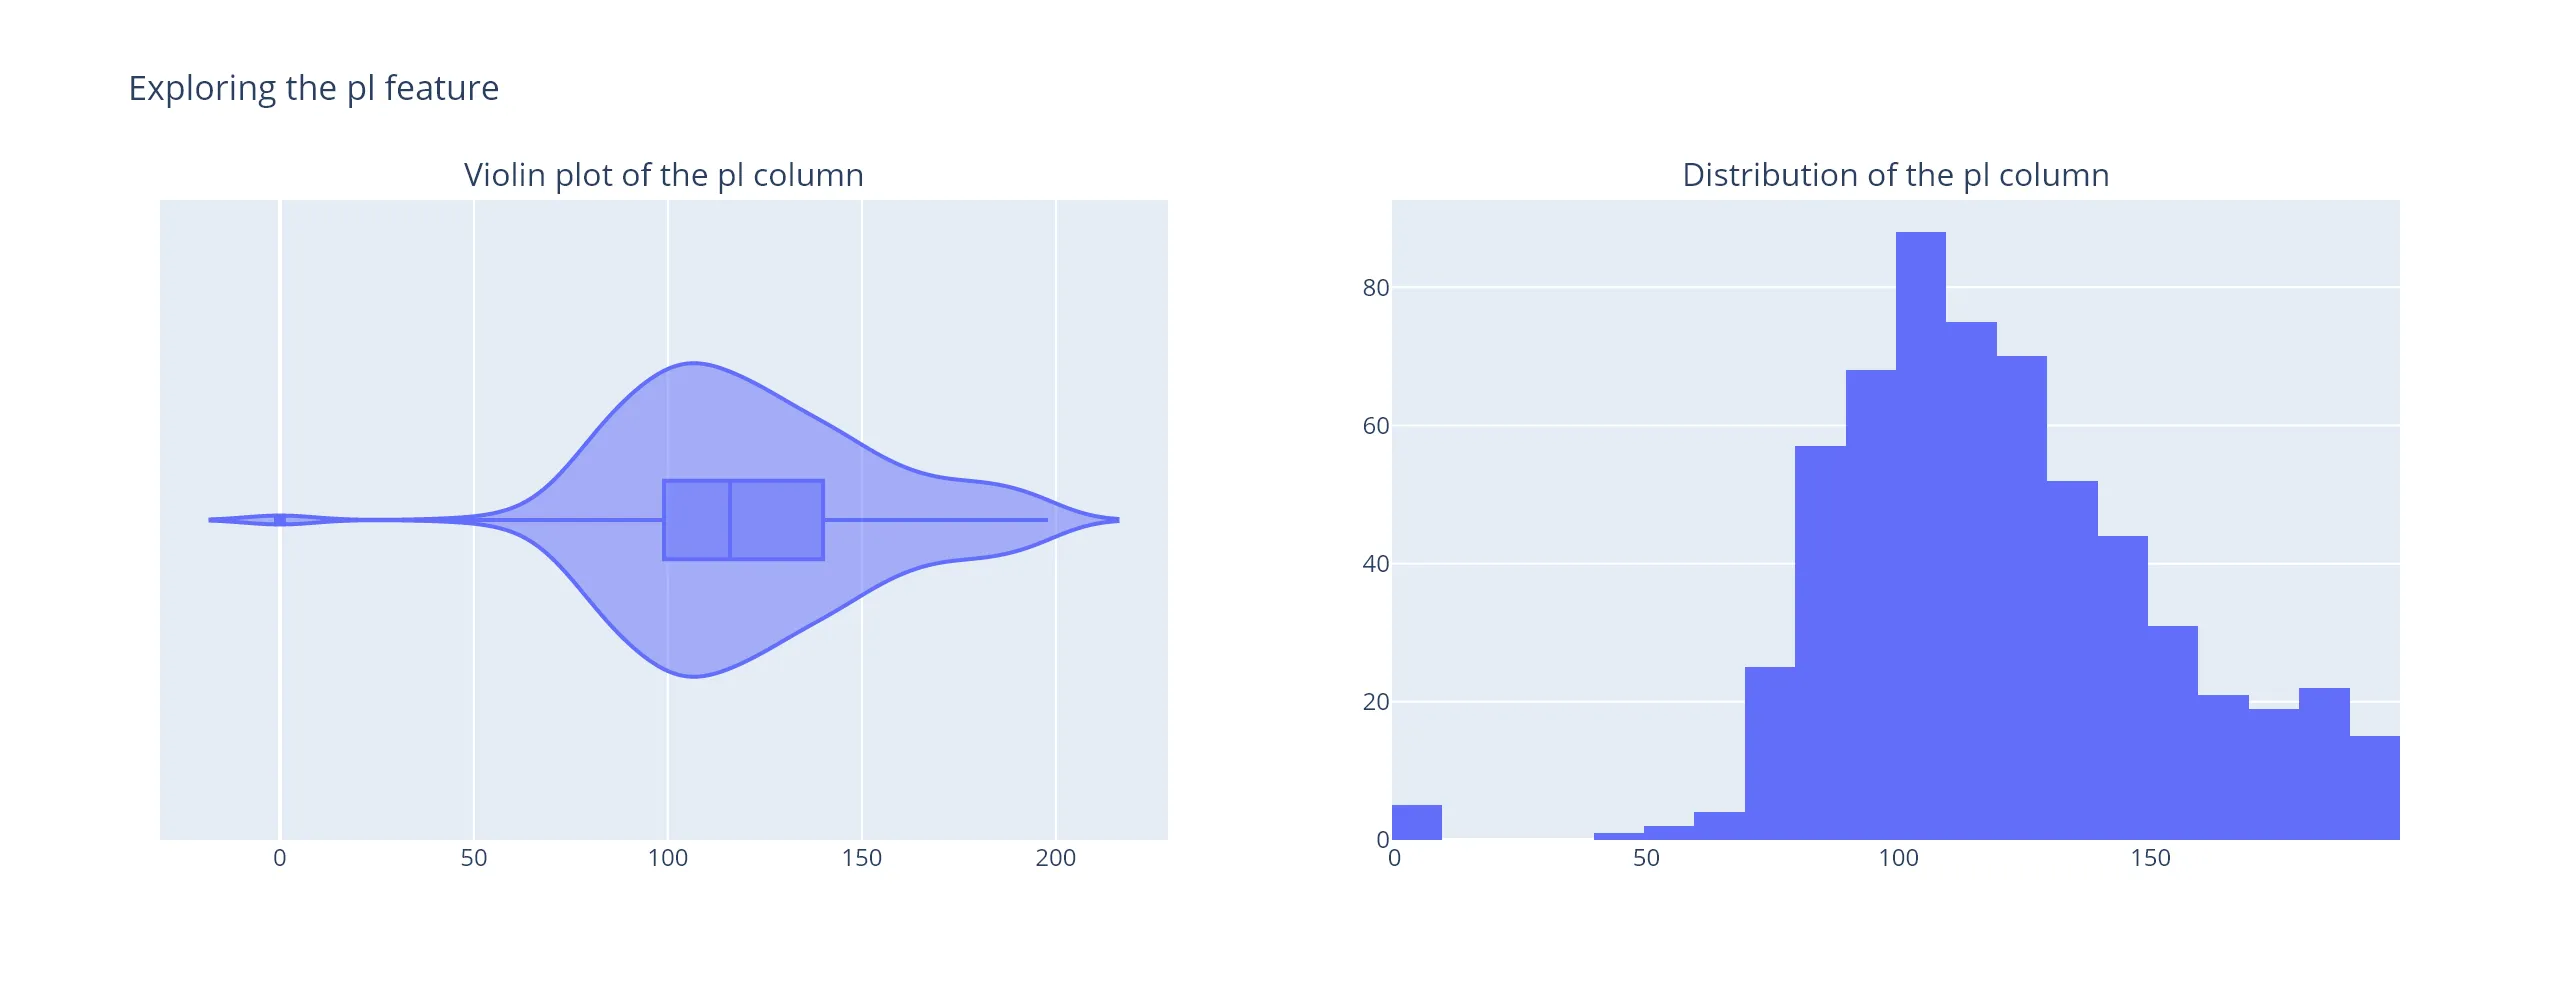 Exploring the pl feature
Violin plot of the pl column
0 50 100 150 200
Distribution of the pl column
80
60
40
20
0
0 50 100 150